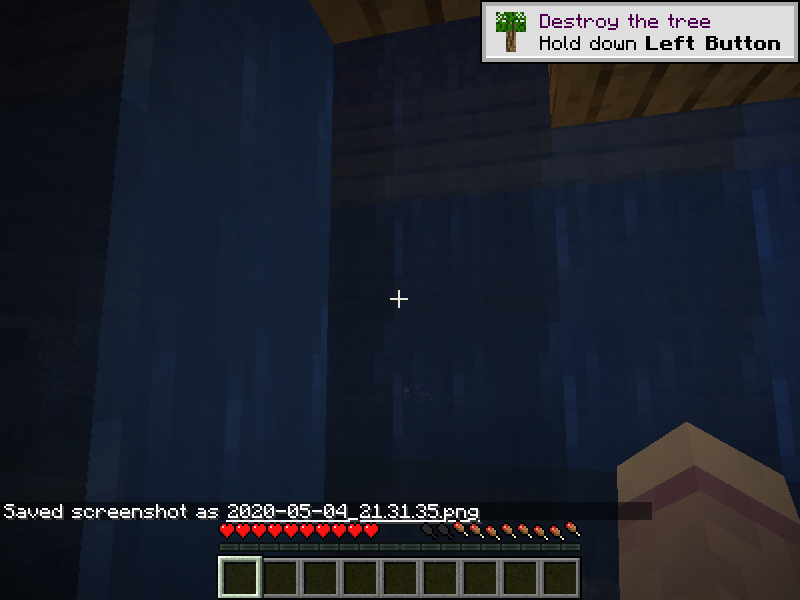 Destroy the tree
Hold down Left Button
Saved screenshot as 2020-05-04_21.31.35.png